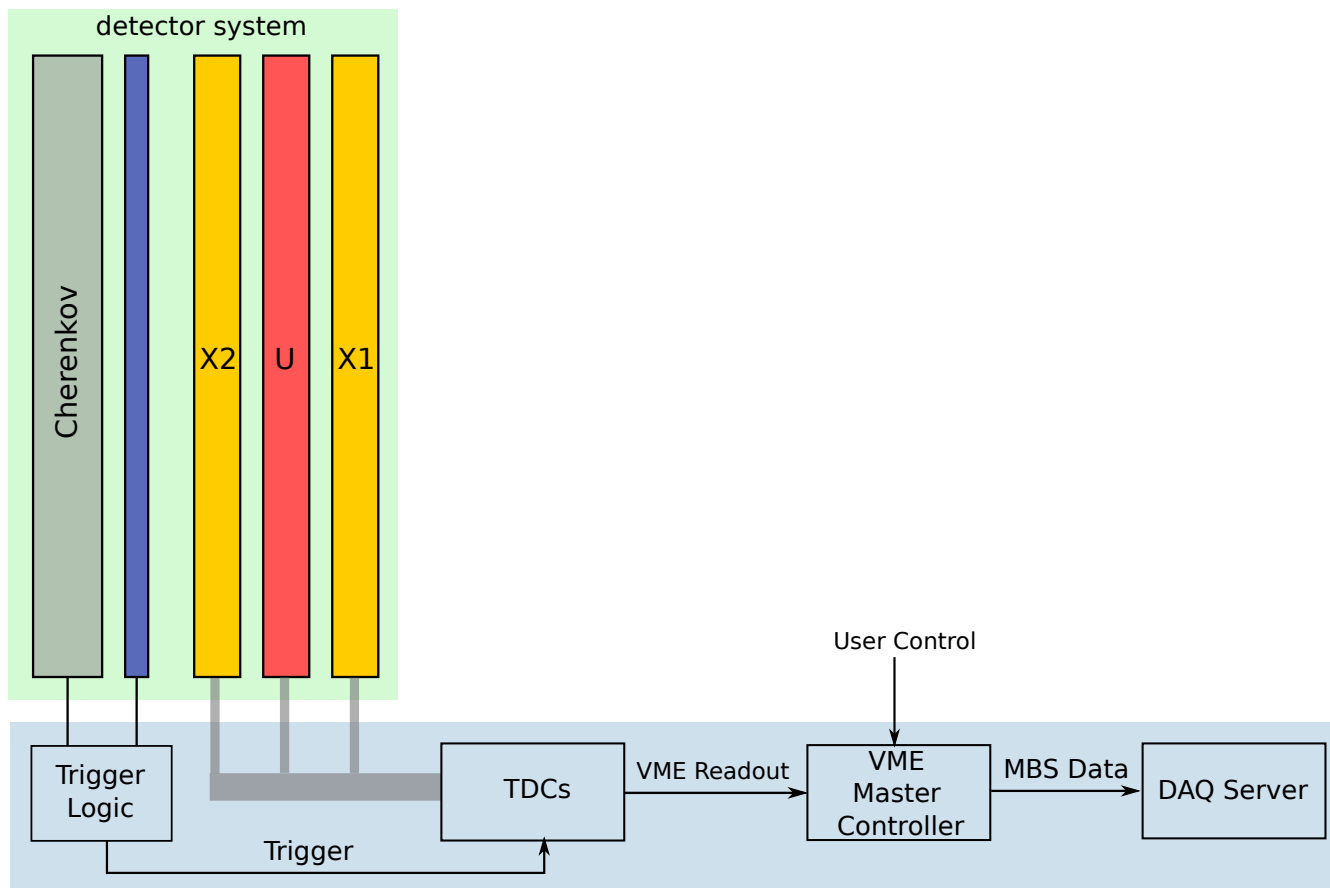 detector system
Cherenkov
X2
U
X1
User Control
Trigger
Logic
TDCs
VME Readout
VME
Master
Controller
MBS Data
DAQ Server
Trigger